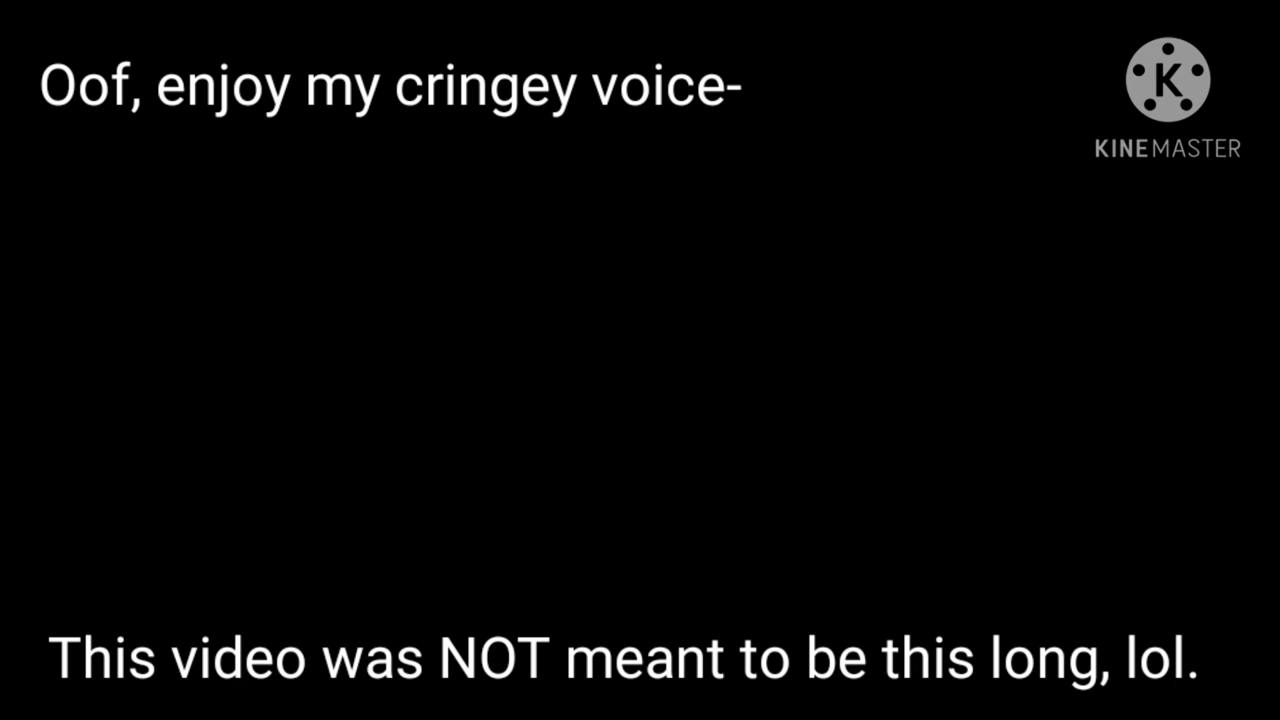 Oof, enjoy my cringey voice-
K
KINEMASTER
This video was NOT meant to be this long, lol.